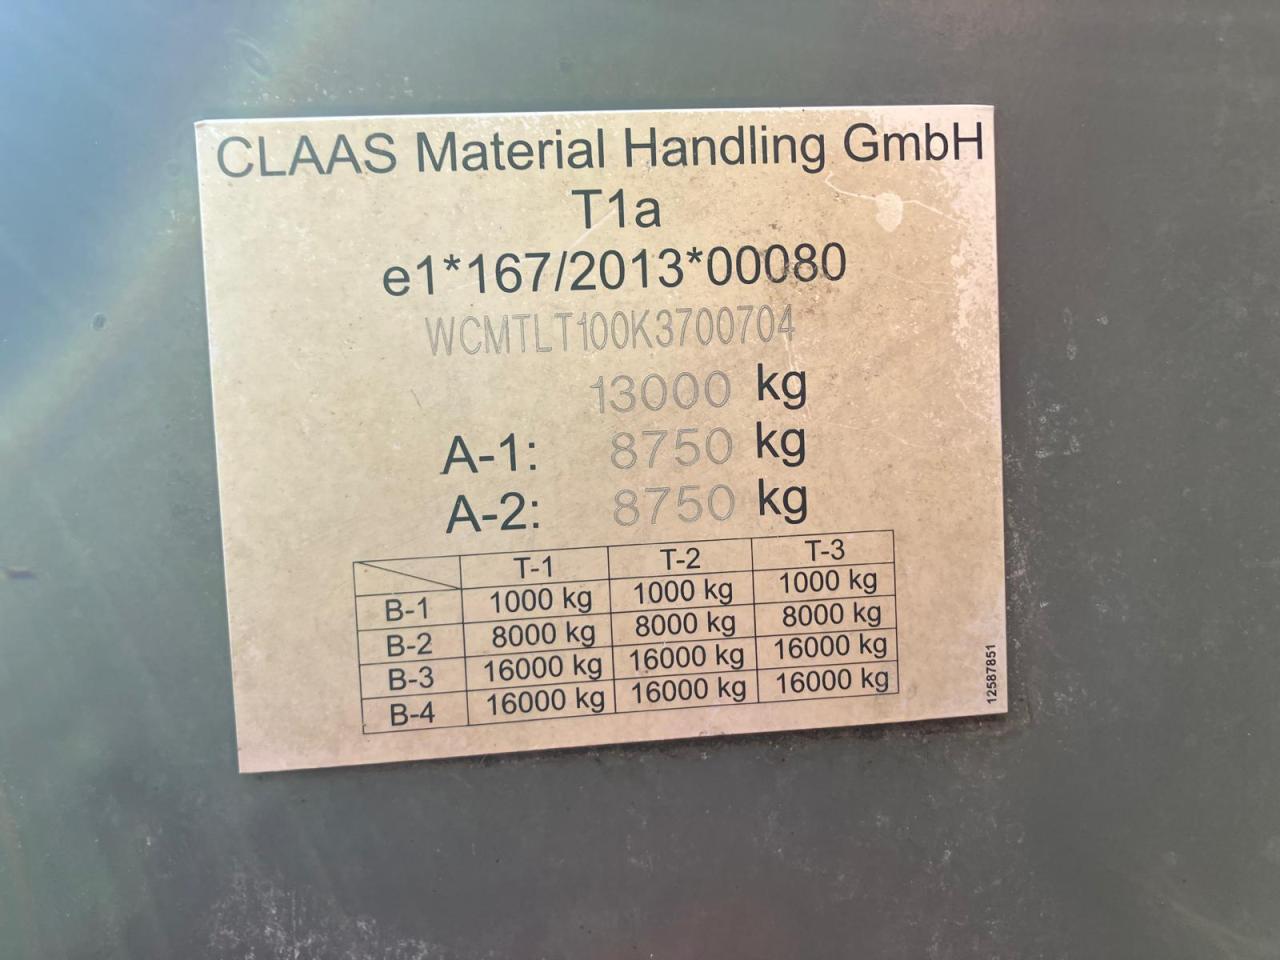 CLAAS Material Handling GmbH
T1a
e1*167/2013*00080
WCMTLT100K3700704
13000 kg
A-1: 8750 kg
A-2: 8750 kg
T-1 T-2 T-3
B-1 1000 kg 1000 kg 1000 kg
B-2 8000 kg 8000 kg 8000 kg
B-3 16000 kg 16000 kg 16000 kg
B-4 16000 kg 16000 kg 16000 kg
12587851